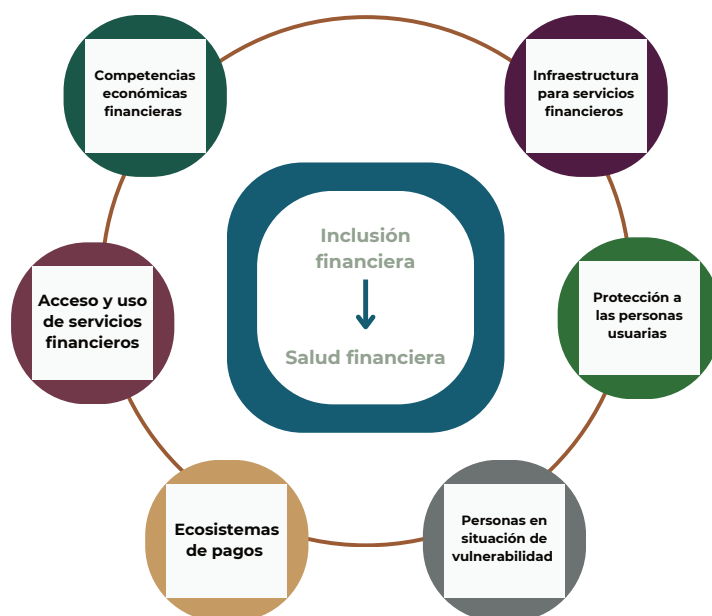 Competencias
económicas
financieras
Infraestructura
para servicios
financieros
Inclusión
financiera
Salud financiera
Acceso y uso
de servicios
financieros
Protección a
las personas
usuarias
Ecosistemas
de pagos
Personas en
situación de
vulnerabilidad